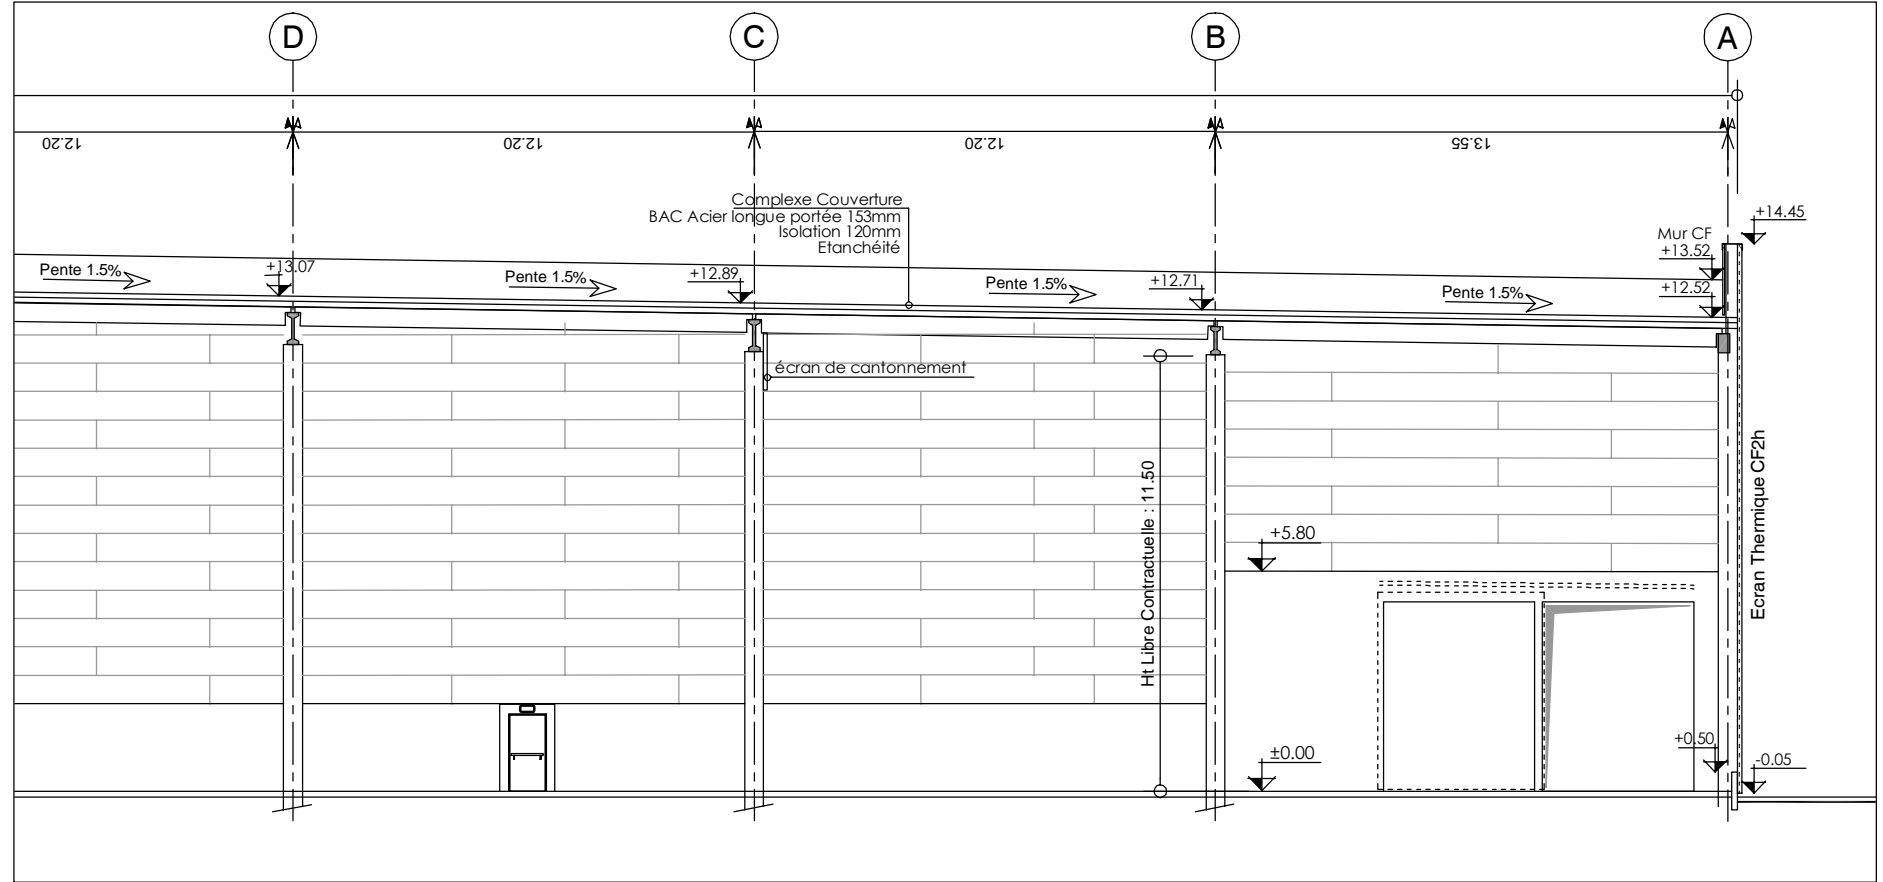 D
C
B
A
12.20
12.20
12.20
13.55
Complexe Couverture
BAC Acier longue portée 153mm
Isolation 120mm
Etanchéité
+14.45
Mur CF
+13.52
+12.52
Pente 1.5%
+13.07
Pente 1.5%
+12.89
Pente 1.5%
+12.71
Pente 1.5%
écran de cantonnement
Ht Libre Contractuelle : 11.50
Ecran Thermique CF2h
+5.80
±0.00
+0.50
-0.05